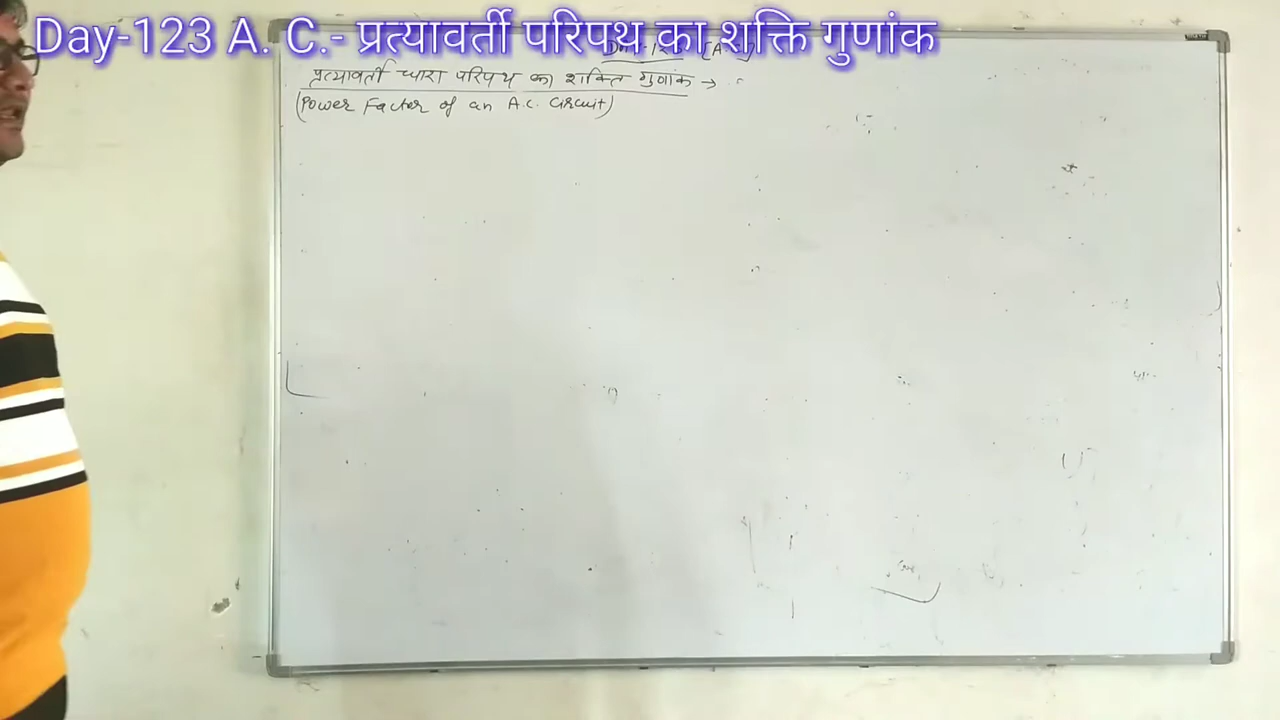 Day-123 A. C.- प्रत्यावर्ती परिपथ का शक्ति गुणांक
प्रत्यावर्ती धारा परिपथ का शक्ति गुणांक →
(Power Factor of an A.C. Circuit)